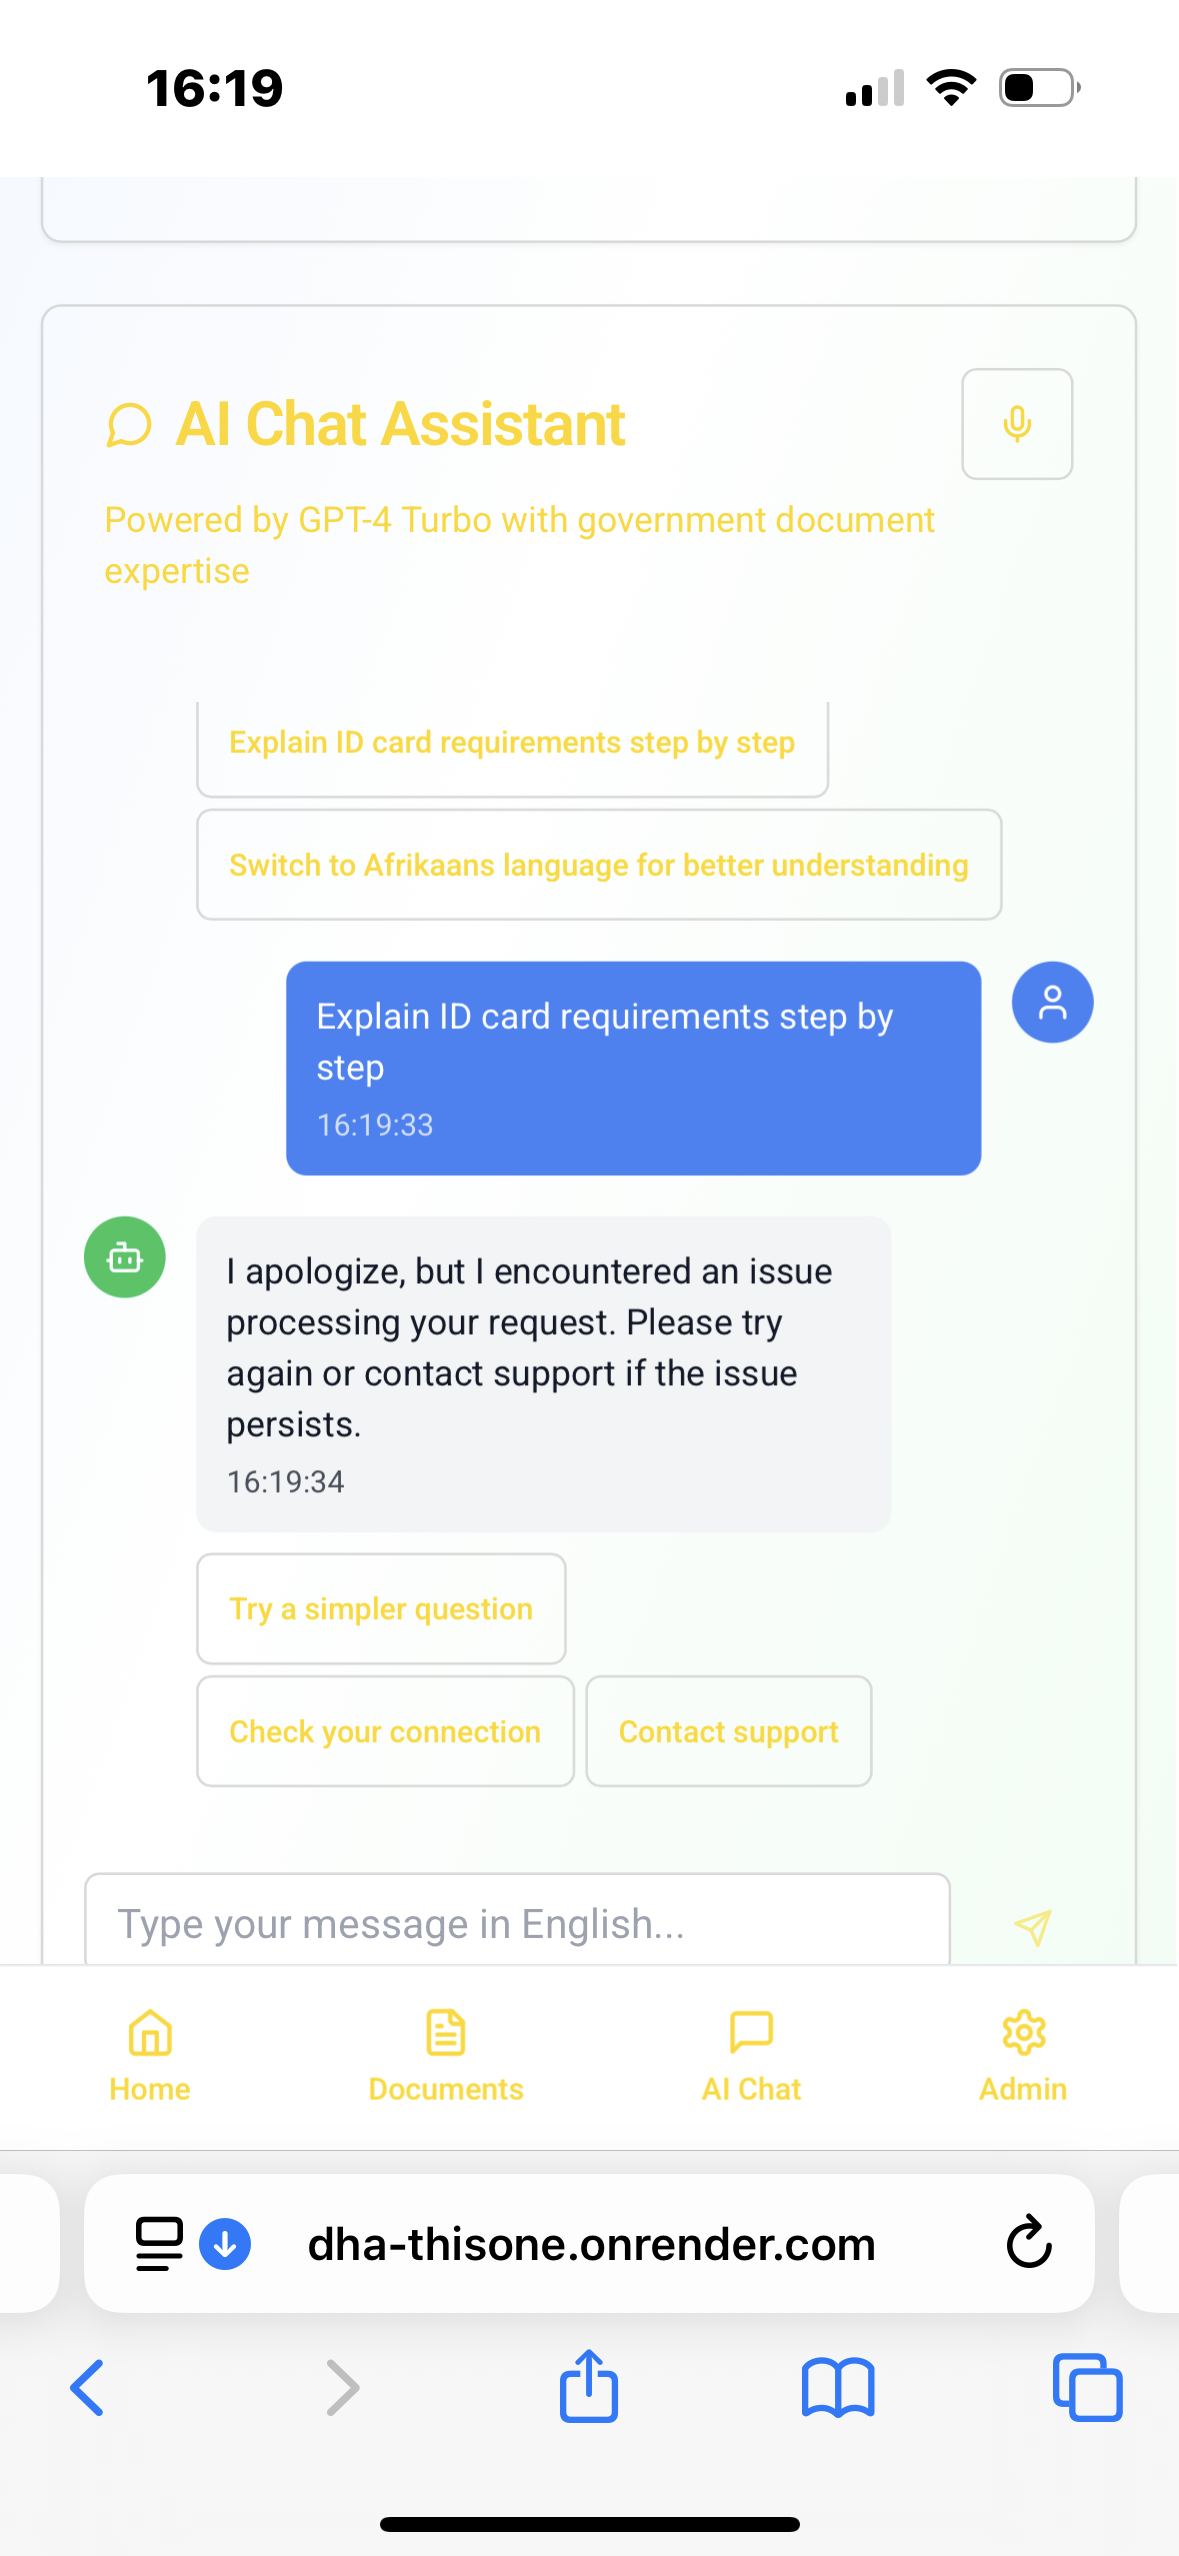 16:19
AI Chat Assistant
Powered by GPT-4 Turbo with government document
expertise
Explain ID card requirements step by step
Switch to Afrikaans language for better understanding
Explain ID card requirements step by
step
16:19:33
I apologize, but I encountered an issue
processing your request. Please try
again or contact support if the issue
persists.
16:19:34
Try a simpler question
Check your connection
Contact support
Type your message in English...
Home
Documents
AI Chat
Admin
dha-thisone.onrender.com